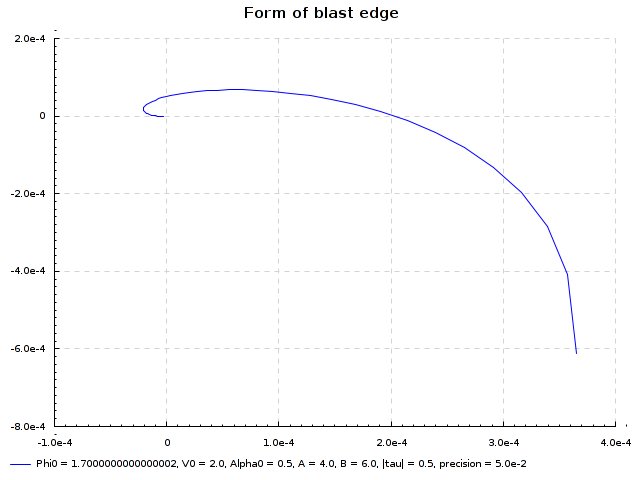 Form of blast edge
2.0e-4
0
-2.0e-4
-4.0e-4
-6.0e-4
-8.0e-4
-1.0e-4 0 1.0e-4 2.0e-4 3.0e-4 4.0e-4
Phi0 = 1.7000000000000002, V0 = 2.0, Alpha0 = 0.5, A = 4.0, B = 6.0, |tau| = 0.5, precision = 5.0e-2